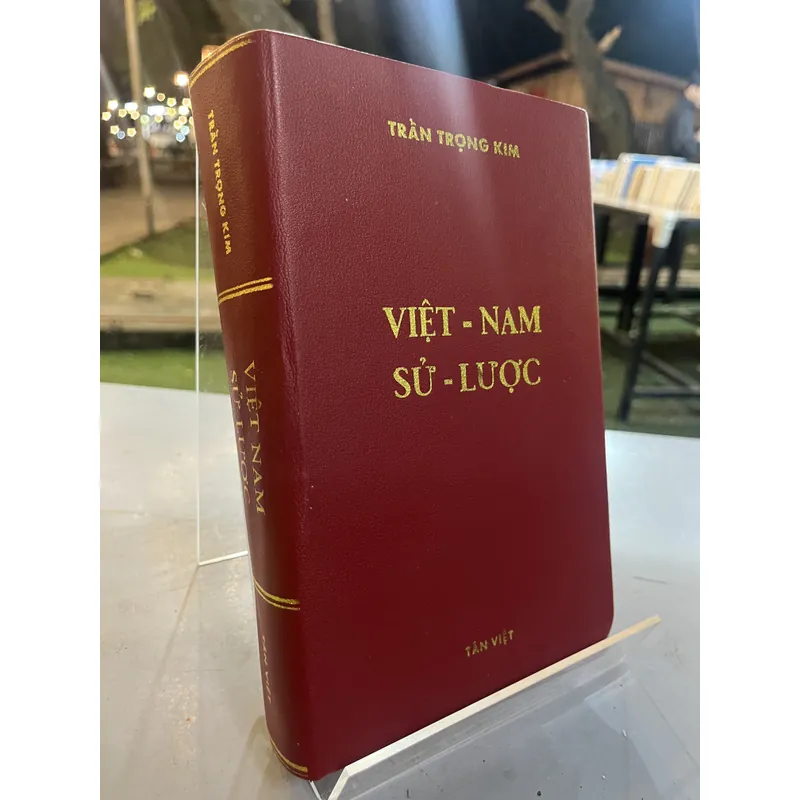 TRẦN TRỌNG KIM
VIỆT - NAM
SỬ - LƯỢC
TÂN VIỆT
TRẦN TRỌNG KIM
VIỆT NAM
SỬ LƯỢC
TÂN VIỆT